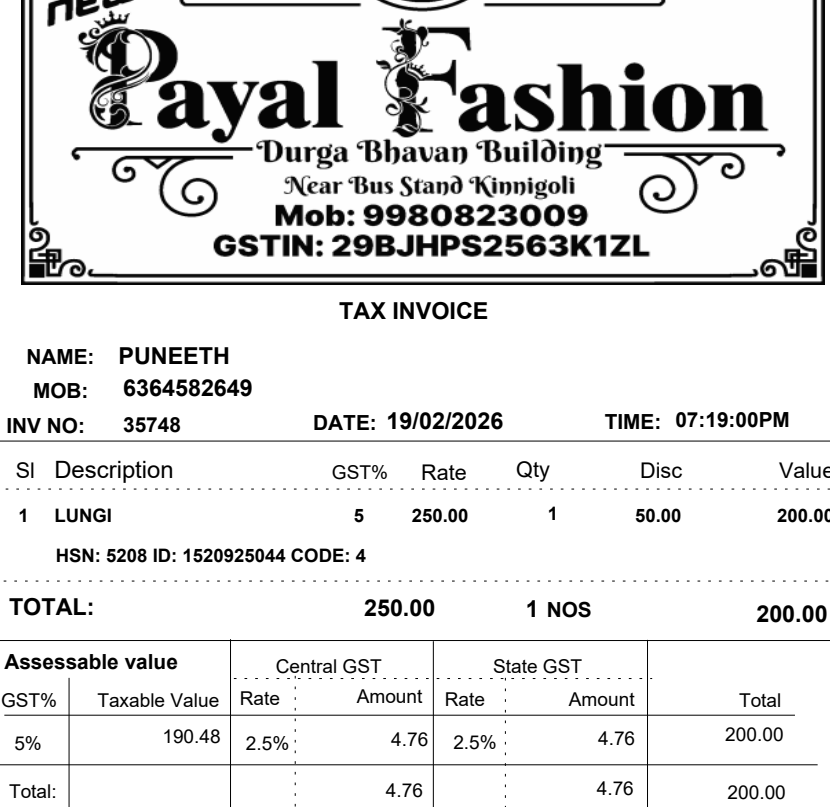 new
Payal Fashion
Durga Bhavan Building
Near Bus Stand Kinnigoli
Mob: 9980823009
GSTIN: 29BJHPS2563K1ZL
TAX INVOICE
NAME: PUNEETH
MOB: 6364582649
INV NO: 35748 DATE: 19/02/2026 TIME: 07:19:00PM
Sl Description GST% Rate Qty Disc Value
1 LUNGI 5 250.00 1 50.00 200.00
HSN: 5208 ID: 1520925044 CODE: 4
TOTAL: 250.00 1 NOS 200.00
Assessable value Central GST State GST
GST% Taxable Value Rate Amount Rate Amount Total
5% 190.48 2.5% 4.76 2.5% 4.76 200.00
Total: 4.76 4.76 200.00